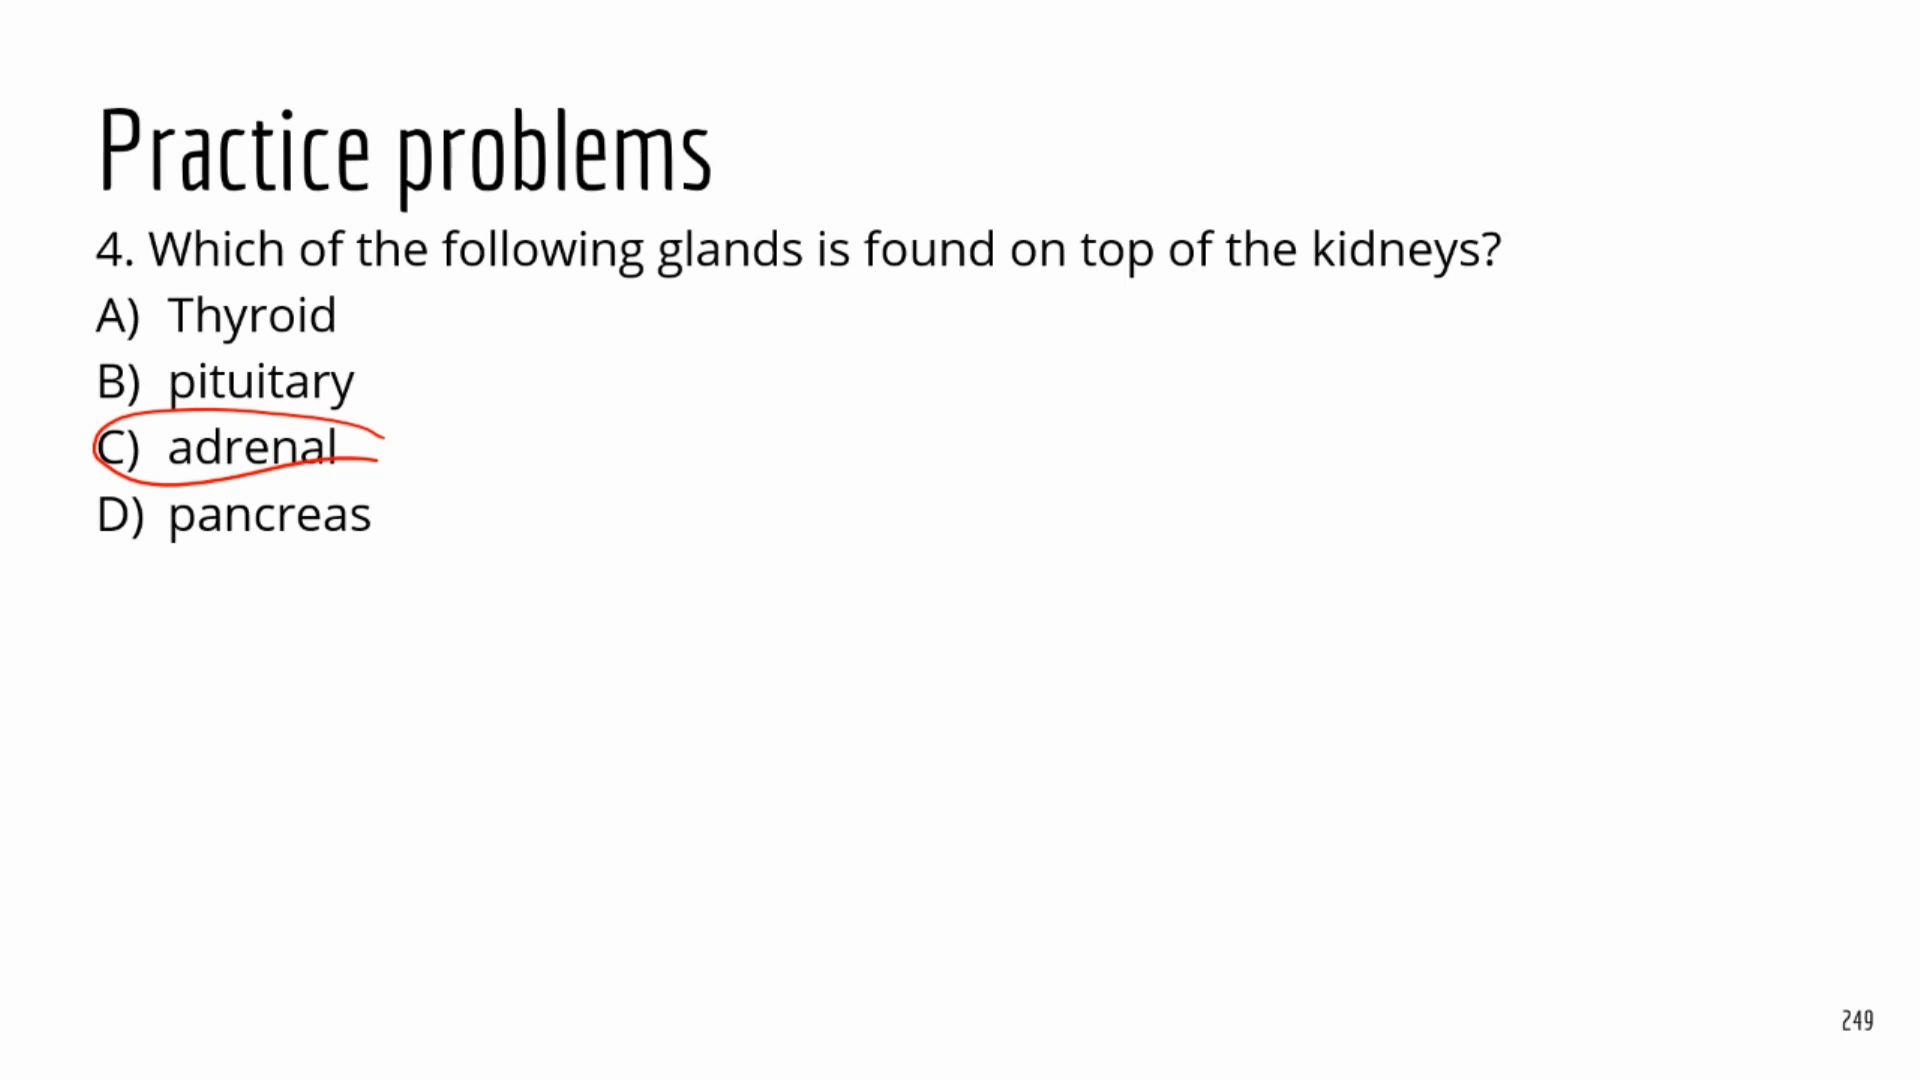 Practice problems
4. Which of the following glands is found on top of the kidneys?
A) Thyroid
B) pituitary
C) adrenal
D) pancreas
249